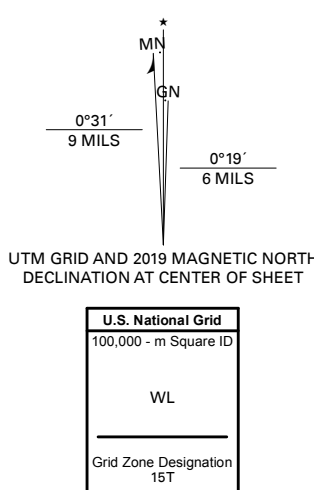 ★
MN
GN
0°31´
9 MILS
0°19´
6 MILS
UTM GRID AND 2019 MAGNETIC NORTH
DECLINATION AT CENTER OF SHEET
U.S. National Grid
100,000 - m Square ID
WL
Grid Zone Designation
15T